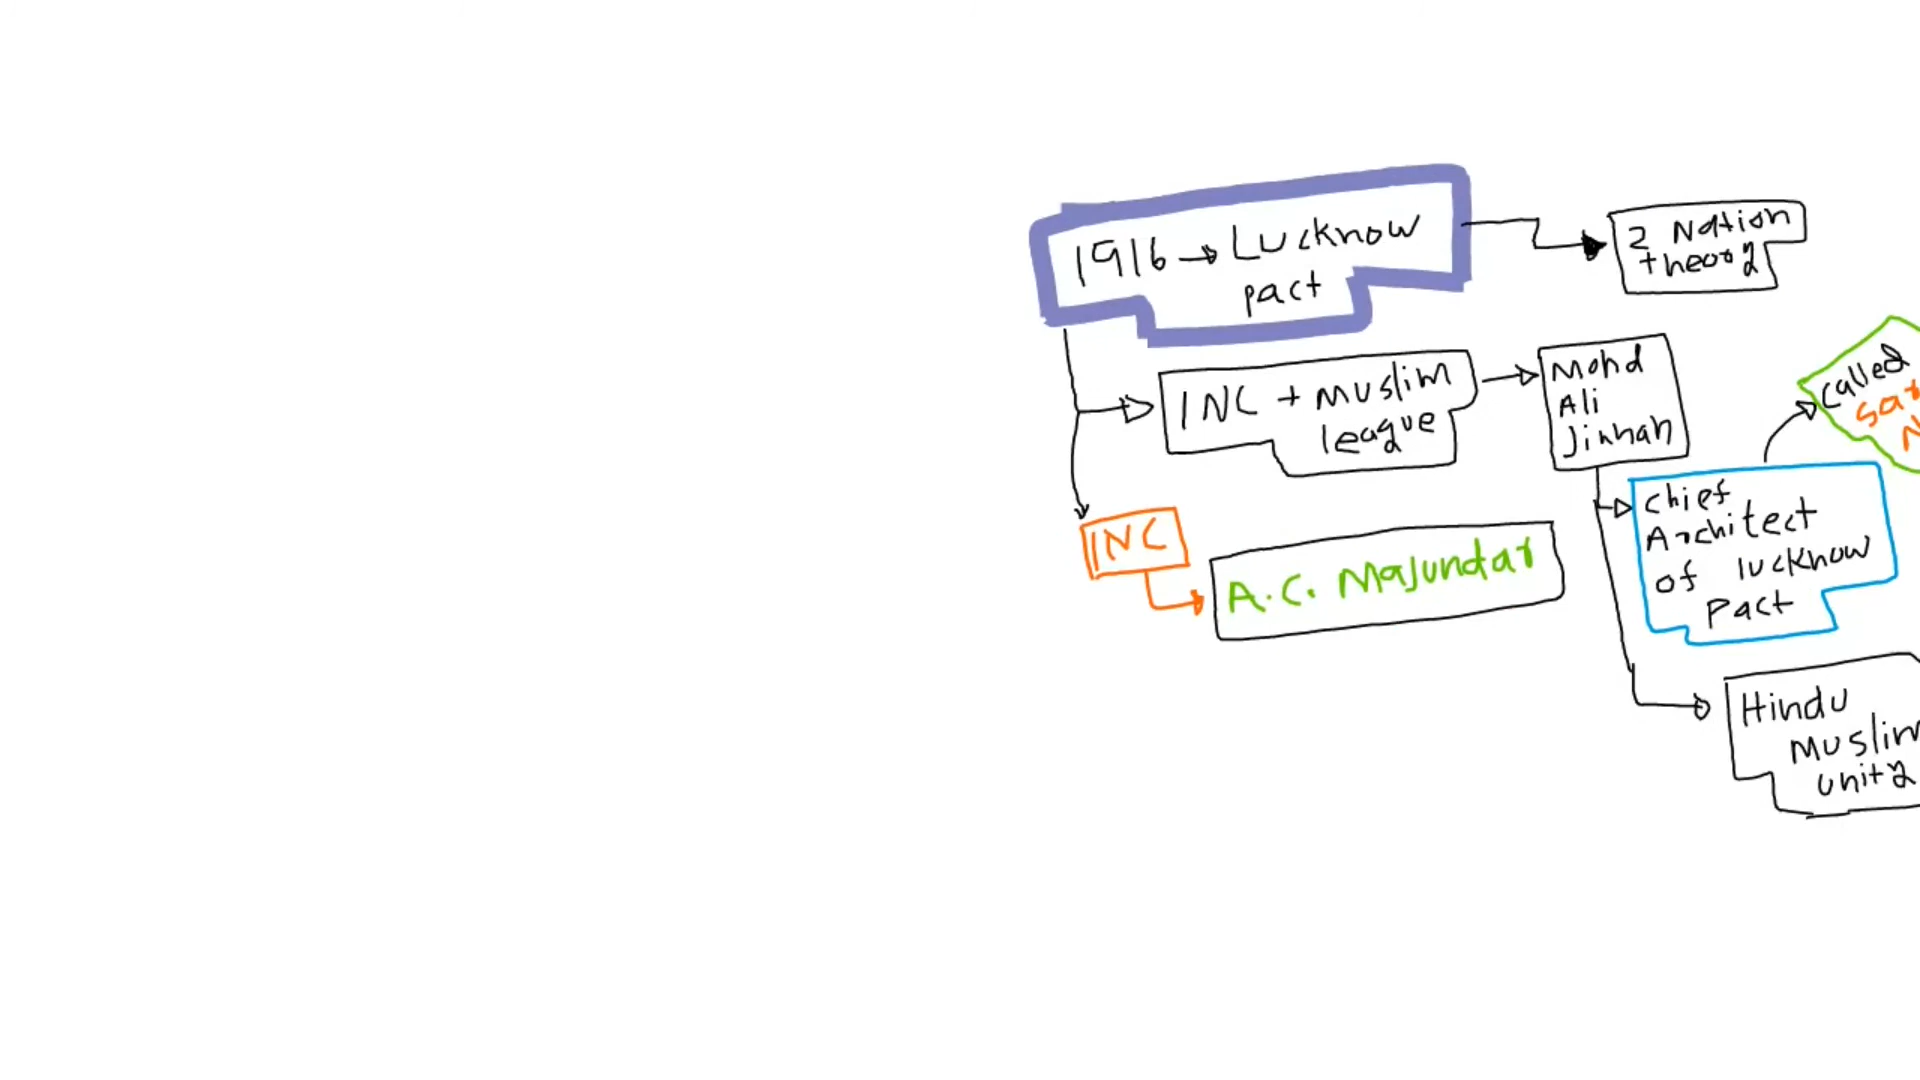 1916 → Lucknow
pact
2 Nation
theory
INC + muslim
league
Mohd
Ali
Jinnah
called
INC
A.C. Majundar
Chief
Architect
of lucknow
Pact
Hindu
Muslim
unity